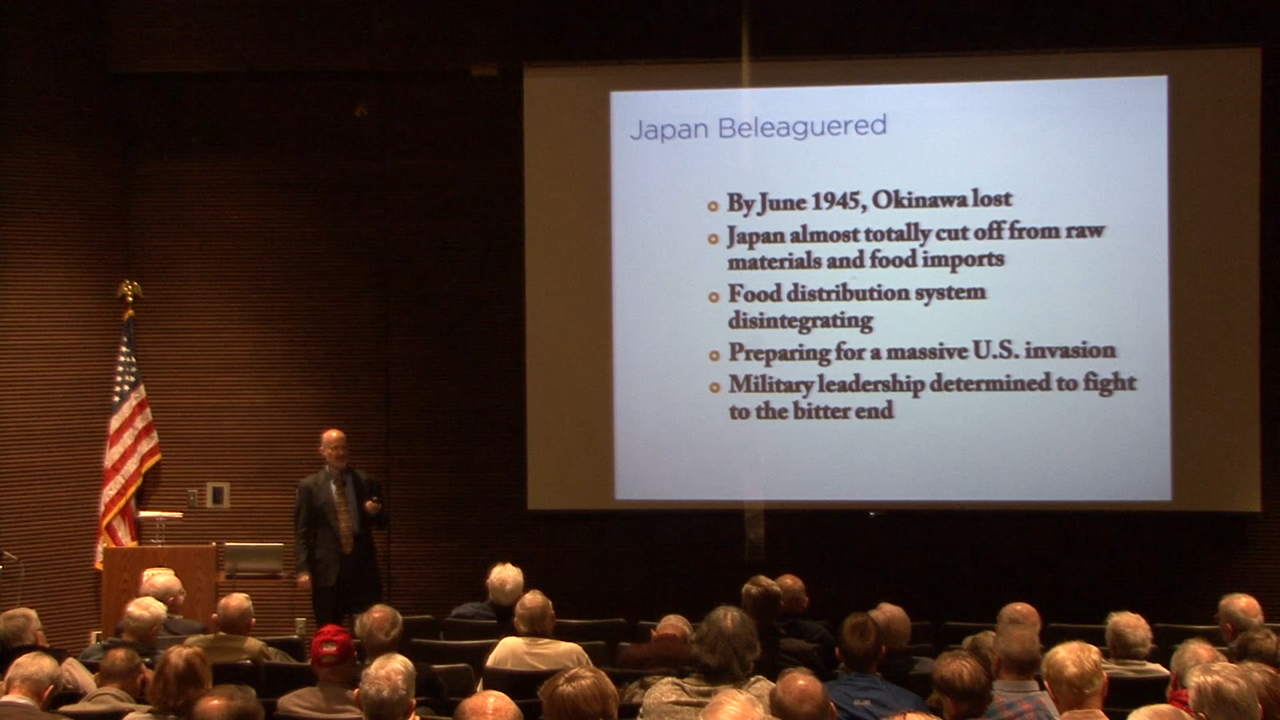 Japan Beleaguered
By June 1945, Okinawa lost
Japan almost totally cut off from raw
materials and food imports
Food distribution system
disintegrating
Preparing for a massive U.S. invasion
Military leadership determined to fight
to the bitter end